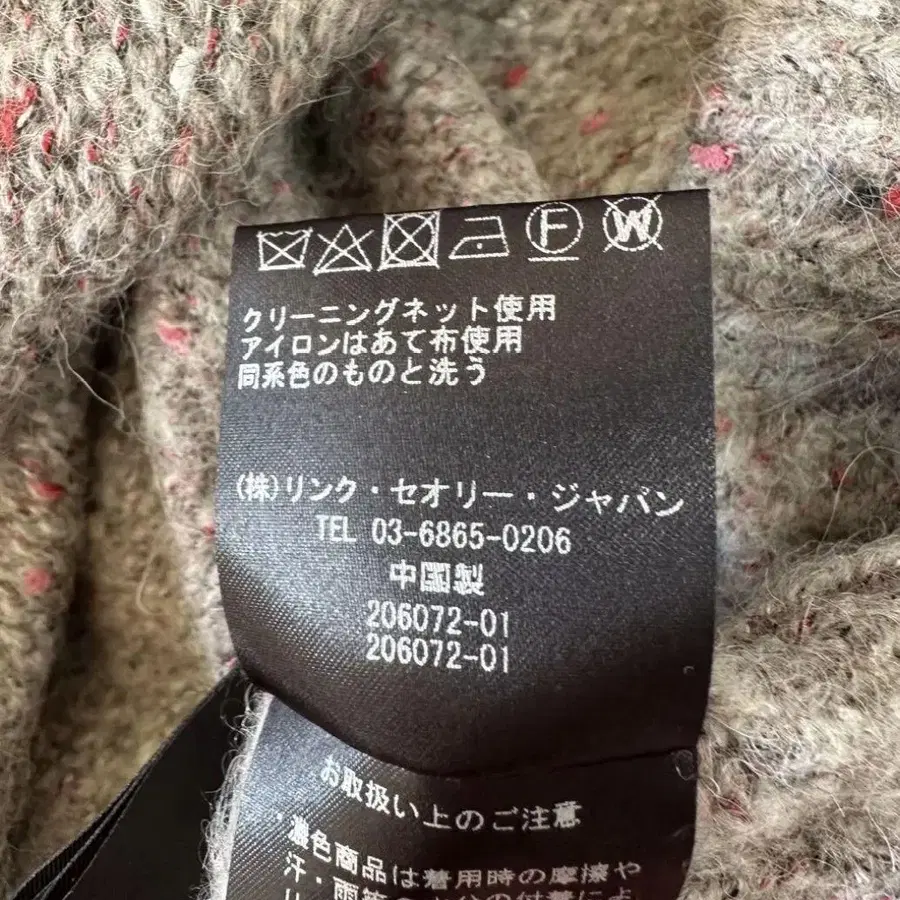 F W
クリーニングネット使用
アイロンはあて布使用
同系色のものと洗う
(株)リンク・セオリー・ジャパン
TEL 03-6865-0206
中国製
206072-01
206072-01
お取扱い上のご注意
・濃色商品は着用時の摩擦や
汗・雨等の水分の付着によ